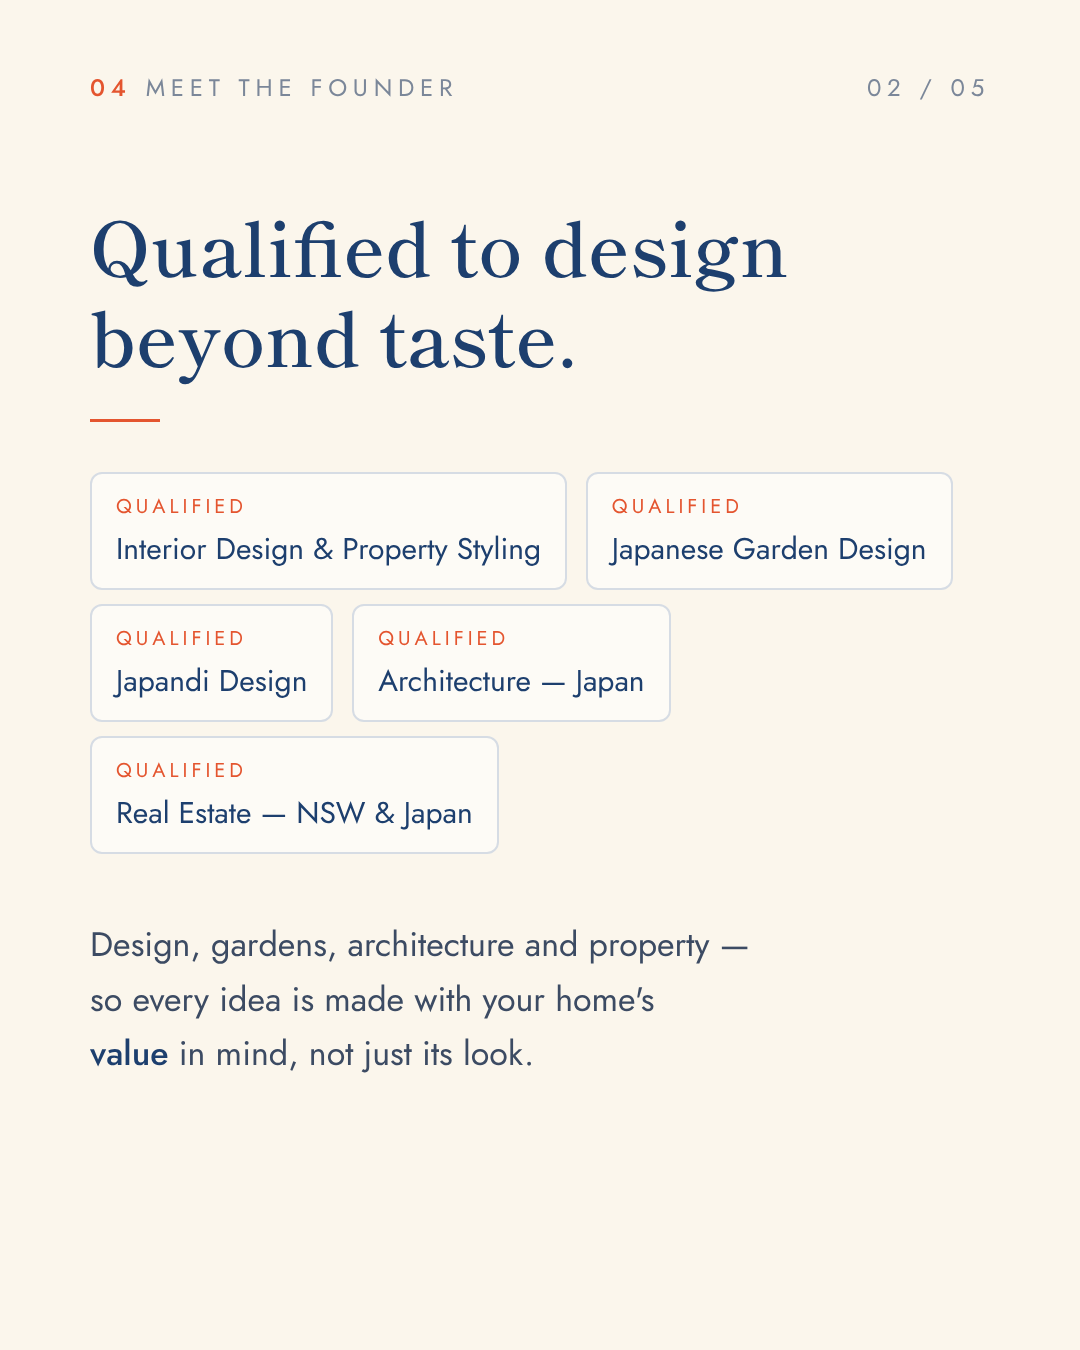 04 MEET THE FOUNDER
02 / 05
Qualified to design
beyond taste.
QUALIFIED
Interior Design & Property Styling
QUALIFIED
Japanese Garden Design
QUALIFIED
Japandi Design
QUALIFIED
Architecture — Japan
QUALIFIED
Real Estate — NSW & Japan
Design, gardens, architecture and property —
so every idea is made with your home's
value in mind, not just its look.